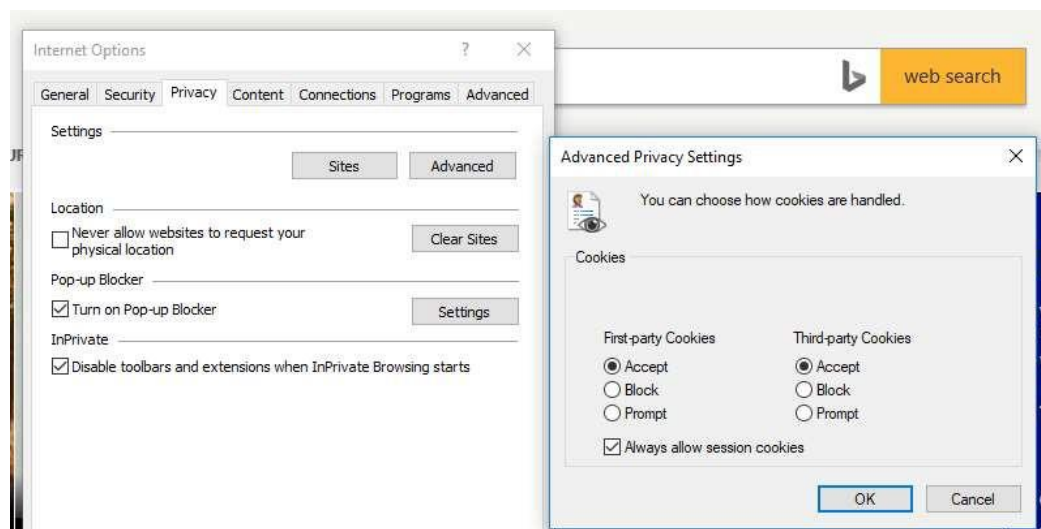 Internet Options
?
web search
General Security Privacy Content Connections Programs Advanced
Settings
Sites
Advanced
Location
Never allow websites to request your
physical location
Clear Sites
Pop-up Blocker
Turn on Pop-up Blocker
Settings
InPrivate
Disable toolbars and extensions when InPrivate Browsing starts
Advanced Privacy Settings
You can choose how cookies are handled.
Cookies
First-party Cookies
Third-party Cookies
Accept
Accept
Block
Block
Prompt
Prompt
Always allow session cookies
OK
Cancel